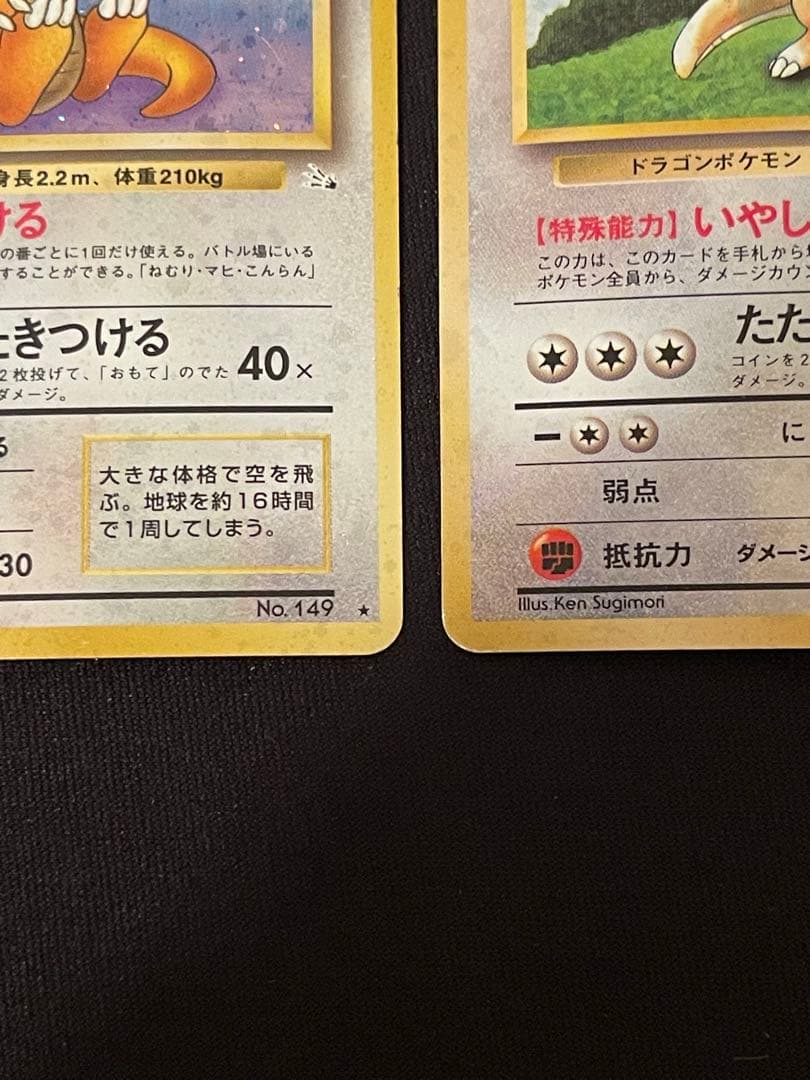 身長2.2m、体重210kg
ける
の番ごとに1回だけ使える。バトル場にいる
することができる。「ねむり・マヒ・こんらん」
たきつける
40×
2枚投げて、「おもて」のでた
ダメージ。
大きな体格で空を飛
ぶ。地球を約16時間
で1周してしまう。
30
No. 149 ★
ドラゴンポケモン
【特殊能力】いやし
この力は、このカードを手札から
ポケモン全員から、ダメージカウン
たた
コインを2
ダメージ。
に
弱点
抵抗力 ダメージ
Illus. Ken Sugimori